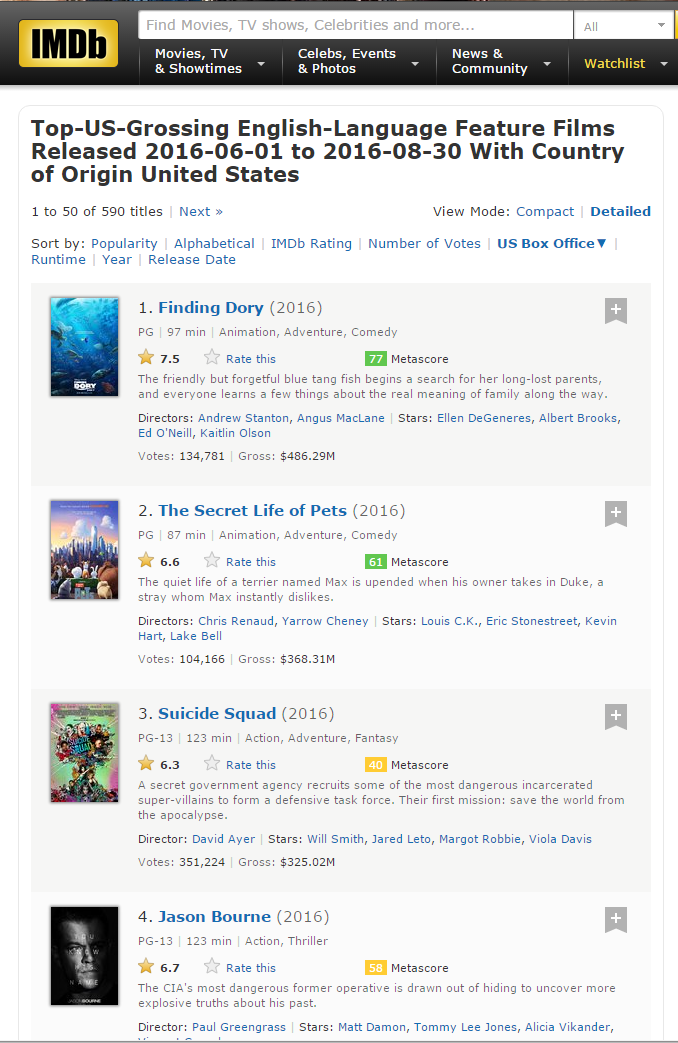 IMDb
Find Movies, TV shows, Celebrities and more...
All
Movies, TV
& Showtimes
Celebs, Events
& Photos
News &
Community
Watchlist
Top-US-Grossing English-Language Feature Films
Released 2016-06-01 to 2016-08-30 With Country
of Origin United States
1 to 50 of 590 titles | Next »
View Mode: Compact | Detailed
Sort by: Popularity | Alphabetical | IMDb Rating | Number of Votes | US Box Office▼ |
Runtime | Year | Release Date
DORY
1. Finding Dory (2016)
PG | 97 min | Animation, Adventure, Comedy
7.5 Rate this 77 Metascore
The friendly but forgetful blue tang fish begins a search for her long-lost parents,
and everyone learns a few things about the real meaning of family along the way.
Directors: Andrew Stanton, Angus MacLane | Stars: Ellen DeGeneres, Albert Brooks,
Ed O'Neill, Kaitlin Olson
Votes: 134,781 | Gross: $486.29M
2. The Secret Life of Pets (2016)
PG | 87 min | Animation, Adventure, Comedy
6.6 Rate this 61 Metascore
The quiet life of a terrier named Max is upended when his owner takes in Duke, a
stray whom Max instantly dislikes.
Directors: Chris Renaud, Yarrow Cheney | Stars: Louis C.K., Eric Stonestreet, Kevin
Hart, Lake Bell
Votes: 104,166 | Gross: $368.31M
SUICIDE
SQUAD
3. Suicide Squad (2016)
PG-13 | 123 min | Action, Adventure, Fantasy
6.3 Rate this 40 Metascore
A secret government agency recruits some of the most dangerous incarcerated
super-villains to form a defensive task force. Their first mission: save the world from
the apocalypse.
Director: David Ayer | Stars: Will Smith, Jared Leto, Margot Robbie, Viola Davis
Votes: 351,224 | Gross: $325.02M
YOU
KNOW
NAME
JASON BOURNE
4. Jason Bourne (2016)
PG-13 | 123 min | Action, Thriller
6.7 Rate this 58 Metascore
The CIA's most dangerous former operative is drawn out of hiding to uncover more
explosive truths about his past.
Director: Paul Greengrass | Stars: Matt Damon, Tommy Lee Jones, Alicia Vikander,